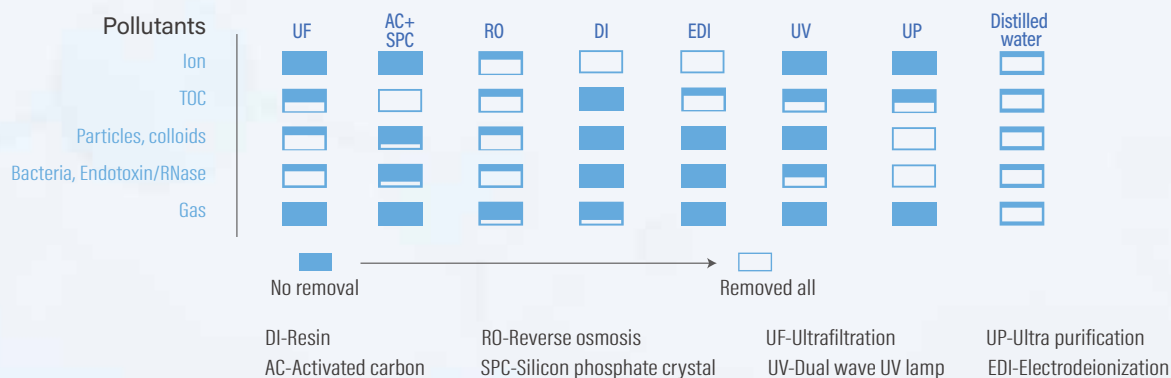 Pollutants UF AC+ SPC RO DI EDI UV UP Distilled water
Ion
TOC
Particles, colloids
Bacteria, Endotoxin/RNase
Gas
No removal Removed all
DI-Resin RO-Reverse osmosis UF-Ultrafiltration UP-Ultra purification
AC-Activated carbon SPC-Silicon phosphate crystal UV-Dual wave UV lamp EDI-Electrodeionization